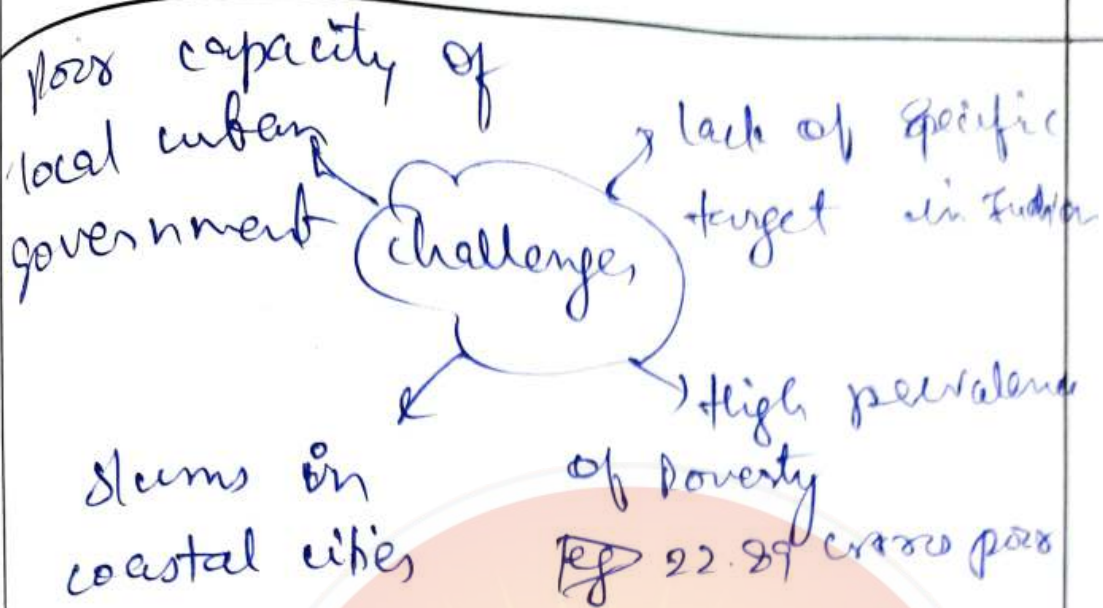 Poor capacity of
local urban
government
lack of specific
target in India
Challenges
High prevalence
of Poverty
eg 22.89 crore poor
Slums in
coastal cities